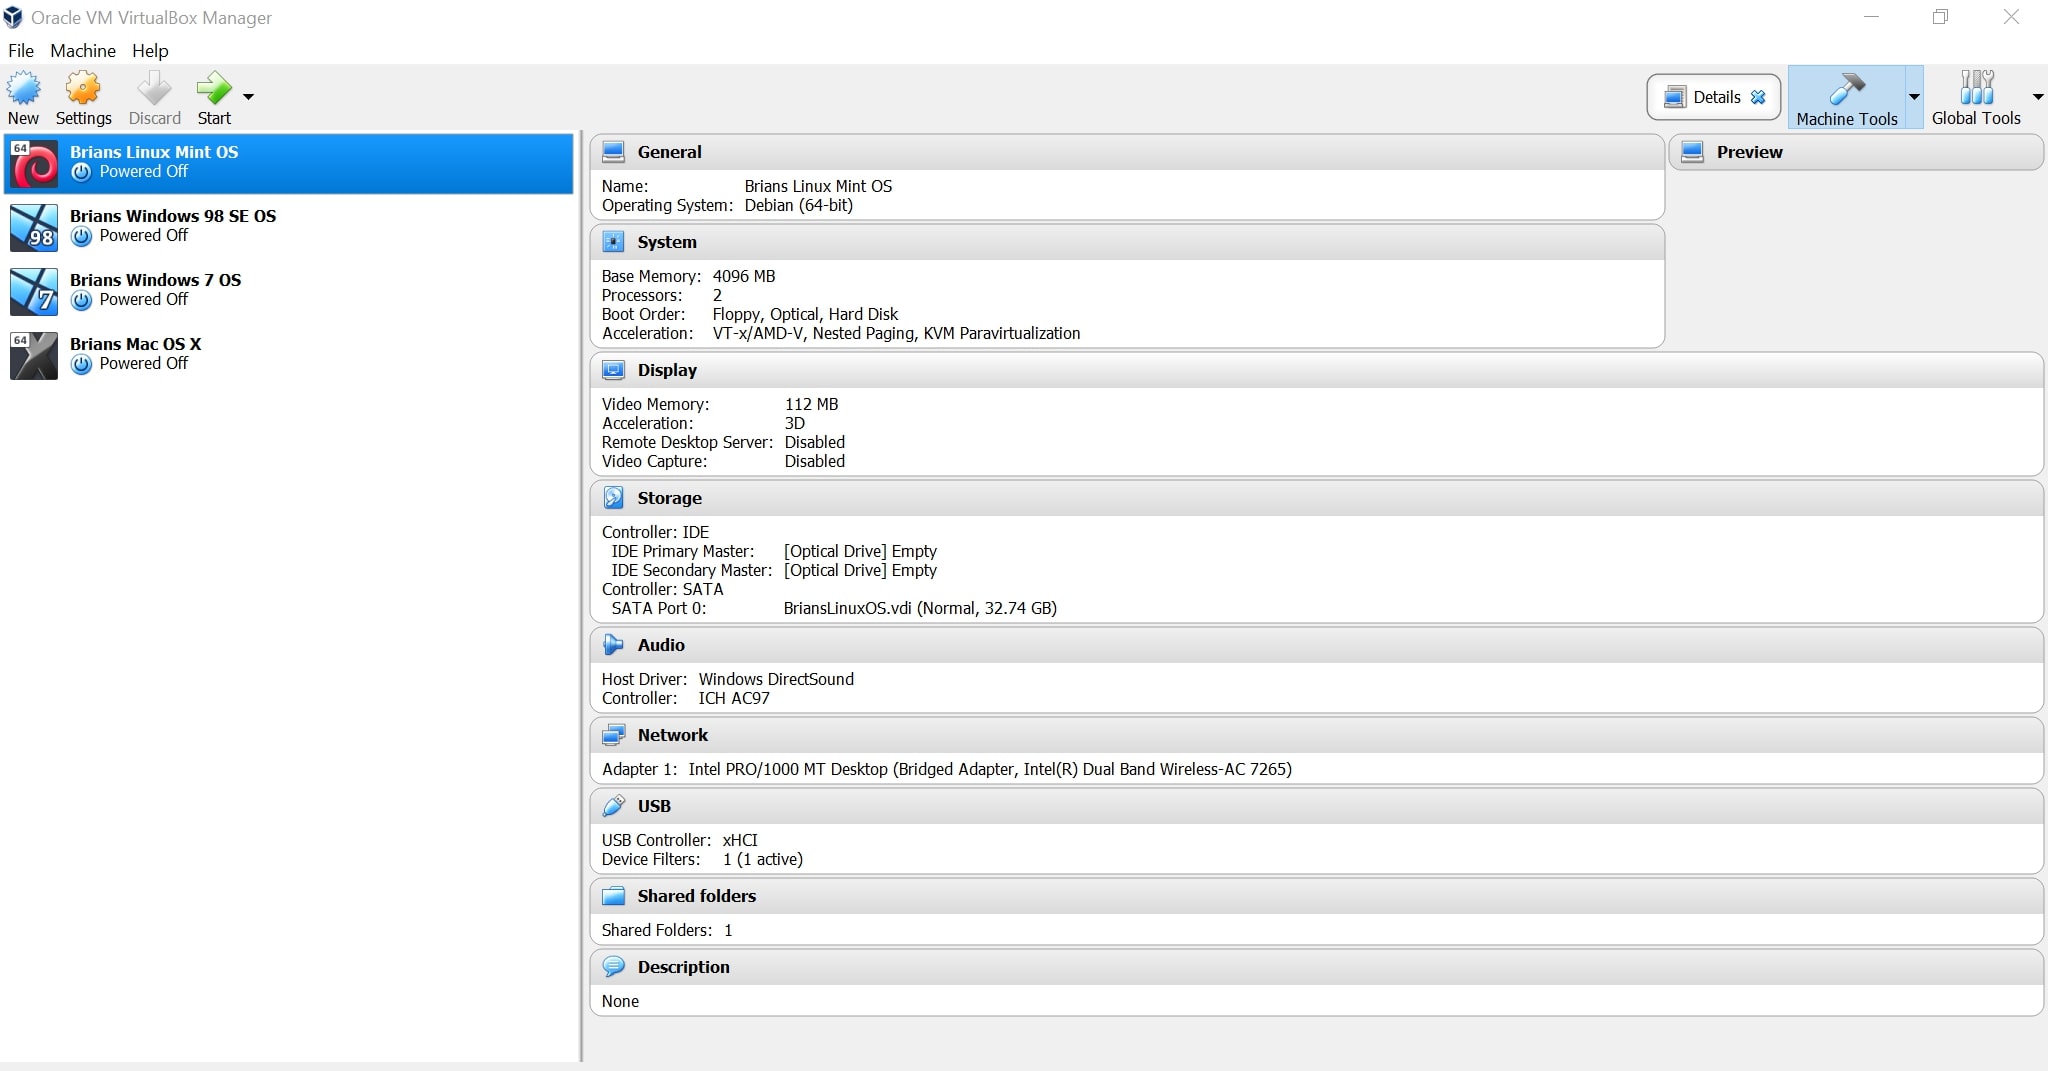 Oracle VM VirtualBox Manager
File Machine Help
New Settings Discard Start
Details
Machine Tools
Global Tools
64
Brians Linux Mint OS
Powered Off
98
Brians Windows 98 SE OS
Powered Off
7
Brians Windows 7 OS
Powered Off
64
X
Brians Mac OS X
Powered Off
General
Name: Brians Linux Mint OS
Operating System: Debian (64-bit)
Preview
System
Base Memory: 4096 MB
Processors: 2
Boot Order: Floppy, Optical, Hard Disk
Acceleration: VT-x/AMD-V, Nested Paging, KVM Paravirtualization
Display
Video Memory: 112 MB
Acceleration: 3D
Remote Desktop Server: Disabled
Video Capture: Disabled
Storage
Controller: IDE
IDE Primary Master: [Optical Drive] Empty
IDE Secondary Master: [Optical Drive] Empty
Controller: SATA
SATA Port 0: BriansLinuxOS.vdi (Normal, 32.74 GB)
Audio
Host Driver: Windows DirectSound
Controller: ICH AC97
Network
Adapter 1: Intel PRO/1000 MT Desktop (Bridged Adapter, Intel(R) Dual Band Wireless-AC 7265)
USB
USB Controller: xHCI
Device Filters: 1 (1 active)
Shared folders
Shared Folders: 1
Description
None